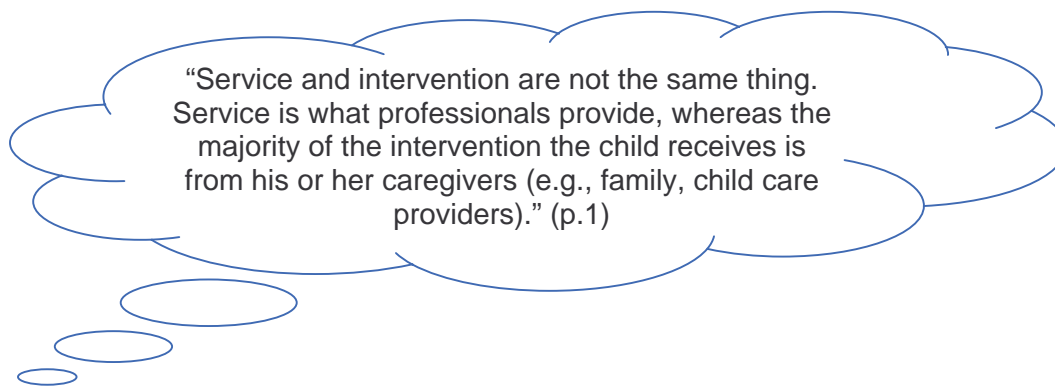 “Service and intervention are not the same thing.
Service is what professionals provide, whereas the
majority of the intervention the child receives is
from his or her caregivers (e.g., family, child care
providers).” (p.1)